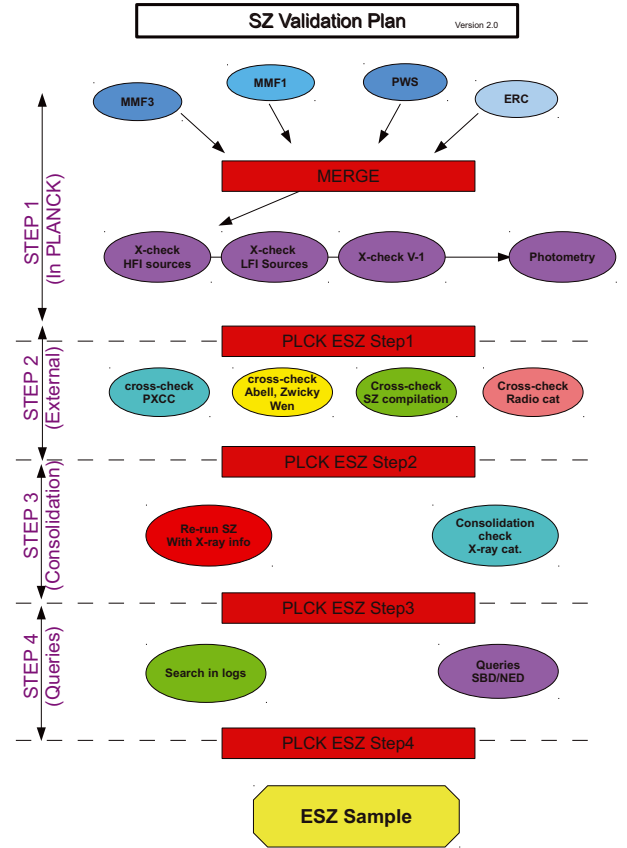 SZ Validation Plan
Version 2.0
MMF3
MMF1
PWS
ERC
MERGE
STEP 1
(In PLANCK)
X-check
HFI sources
X-check
LFI Sources
X-check V-1
Photometry
PLCK ESZ Step1
STEP 2
(External)
cross-check
PXCC
cross-check
Abell, Zwicky
Wen
Cross-check
SZ compilation
Cross-check
Radio cat
PLCK ESZ Step2
STEP 3
(Consolidation)
Re-run SZ
With X-ray info
Consolidation
check
X-ray cat.
PLCK ESZ Step3
STEP 4
(Queries)
Search in logs
Queries
SBD/NED
PLCK ESZ Step4
ESZ Sample